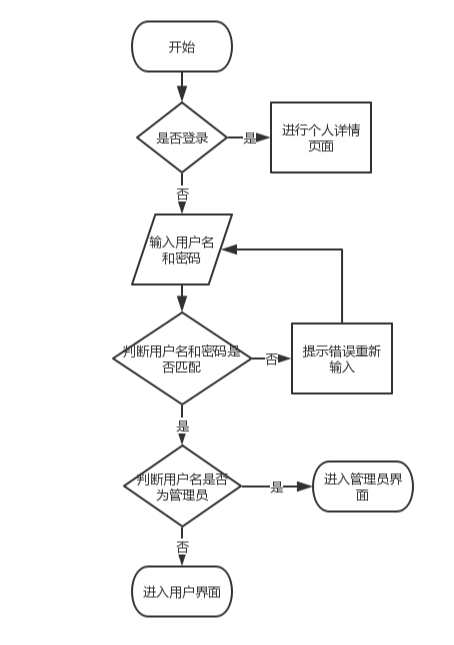 开始
是否登录
是
进行个人详情
页面
否
输入用户名
和密码
判断用户名和密码是
否匹配
否
提示错误重新
输入
是
判断用户名是否
为管理员
是
进入管理员界
面
否
进入用户界面